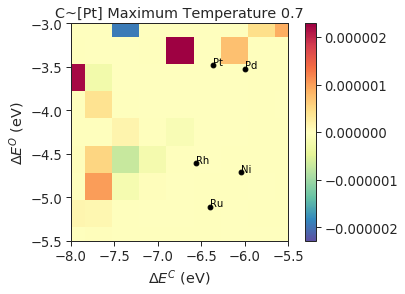 C~[Pt] Maximum Temperature 0.7
−3.0
−3.5
−4.0
−4.5
−5.0
−5.5
ΔE^O (eV)
Pt
Pd
Rh
Ni
Ru
−8.0 −7.5 −7.0 −6.5 −6.0 −5.5
ΔE^C (eV)
0.000002
0.000001
0.000000
−0.000001
−0.000002